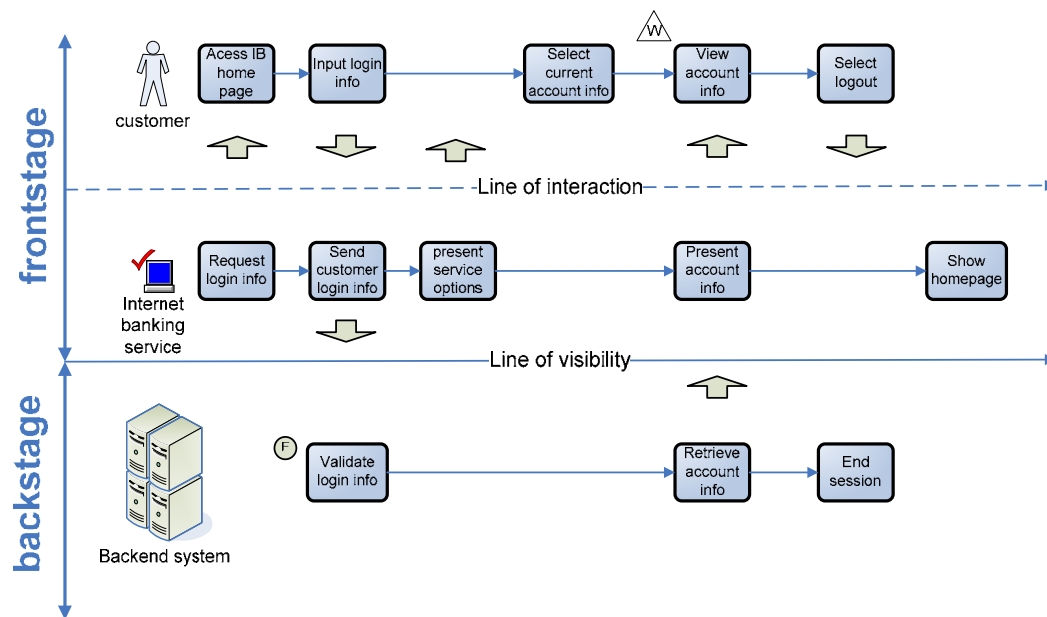 W
Acess IB
home
page
Input login
info
Select
current
account info
View
account
info
Select
logout
customer
frontstage
Line of interaction
Request
login info
Send
customer
login info
present
service
options
Present
account
info
Show
homepage
Internet
banking
service
Line of visibility
backstage
F
Validate
login info
Retrieve
account
info
End
session
Backend system